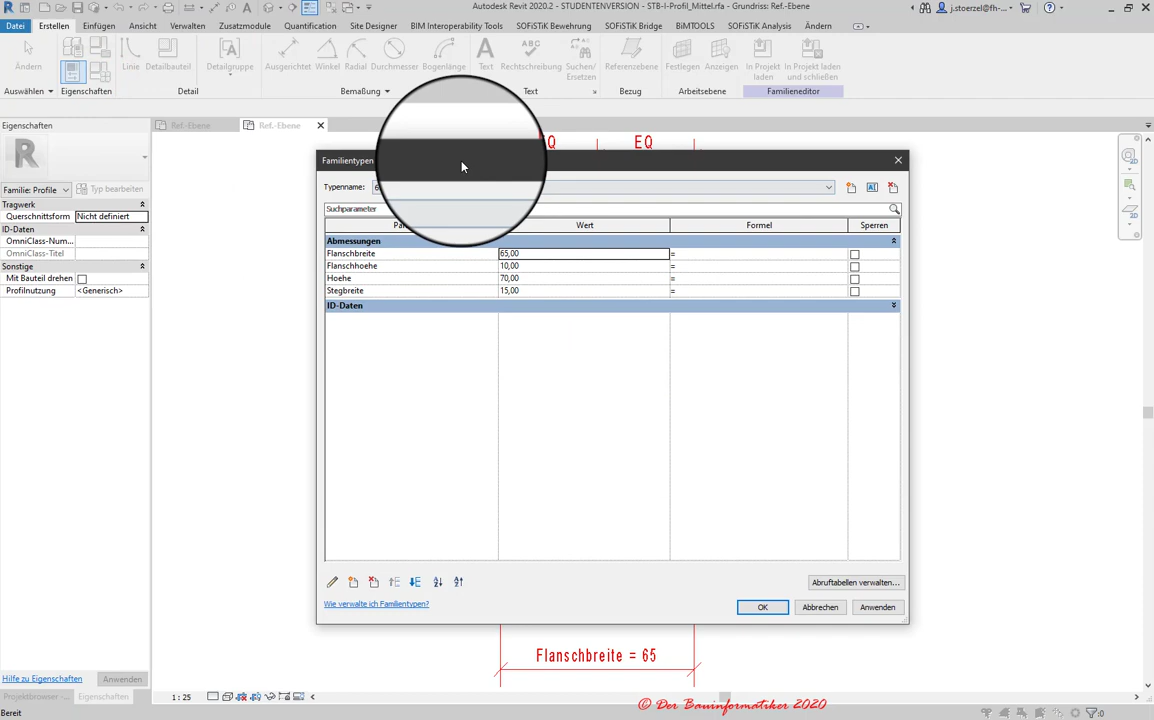 Autodesk Revit 2020.2 - STUDENTENVERSION - STB-I-Profil_Mittel.rfa - Grundriss: Ref.-Ebene
j.stoerzel@fh-...
Datei Erstellen Einfügen Ansicht Verwalten Zusatzmodule Site Designer Quantification BIM Interoperability Tools SOFiSTiK Bewehrung BiMTOOLS SOFiSTiK Bridge SOFiSTiK Analysis Ändern
Ändern Linie Detailbauteil Detailgruppe Ausgerichtet Winkel Radial Durchmesser Bogenlänge Text Rechtschreibung Suchen/ Ersetzen Referenzebene Festlegen Anzeigen In Projekt laden In Projekt laden und schließen
Auswählen Eigenschaften Detail Bemaßung Text Bezug Arbeitsebene Familieneditor
Eigenschaften
Ref.-Ebene Ref.-Ebene
EQ
Familientypen
Familie: Profile Typ bearbeiten
Typenname:
Tragwerk
Querschnittsform Nicht definiert
ID-Daten
OmniClass-Num...
OmniClass-Titel
Sonstige
Mit Bauteil drehen
Profilnutzung <Generisch>
Suchparameter
Wert Formel Sperren
Abmessungen
Flanschbreite 65,00 =
Flanschhoehe 10,00 =
Hoehe 70,00 =
Stegbreite 15,00 =
ID-Daten
Abruftabellen verwalten...
Wie verwalte ich Familientypen?
OK Abbrechen Anwenden
Flanschbreite = 65
Hilfe zu Eigenschaften Anwenden
Projektbrowser -... Eigenschaften
1 : 25
© Der Bauinformatiker 2020
Bereit
:0